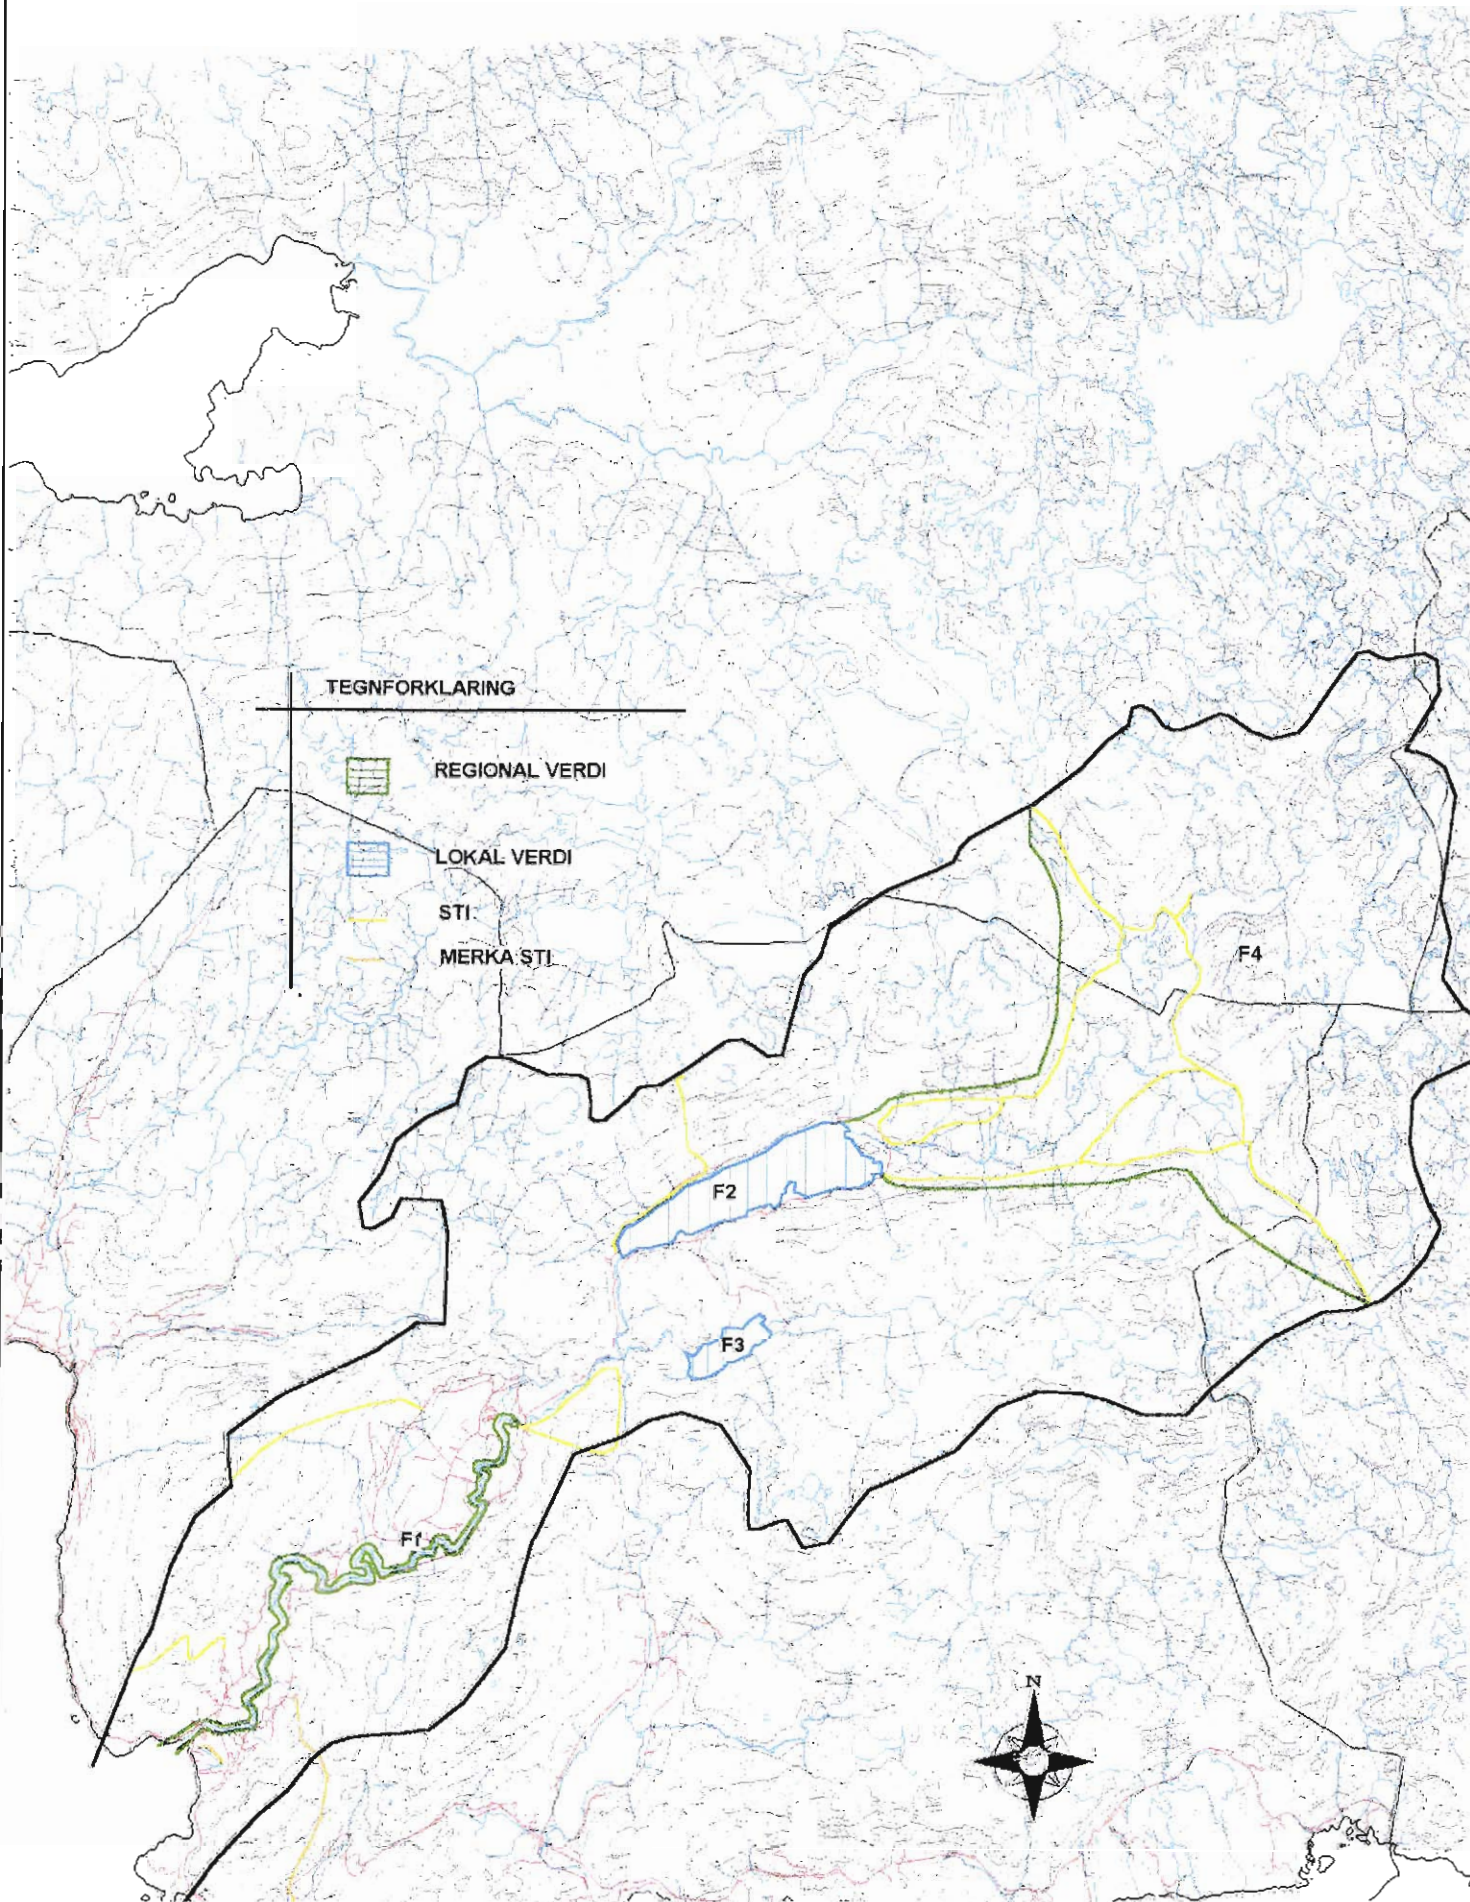 TEGNFORKLARING
REGIONAL VERDI
LOKAL VERDI
STI
MERKA STI
F4
F2
F3
F1
N